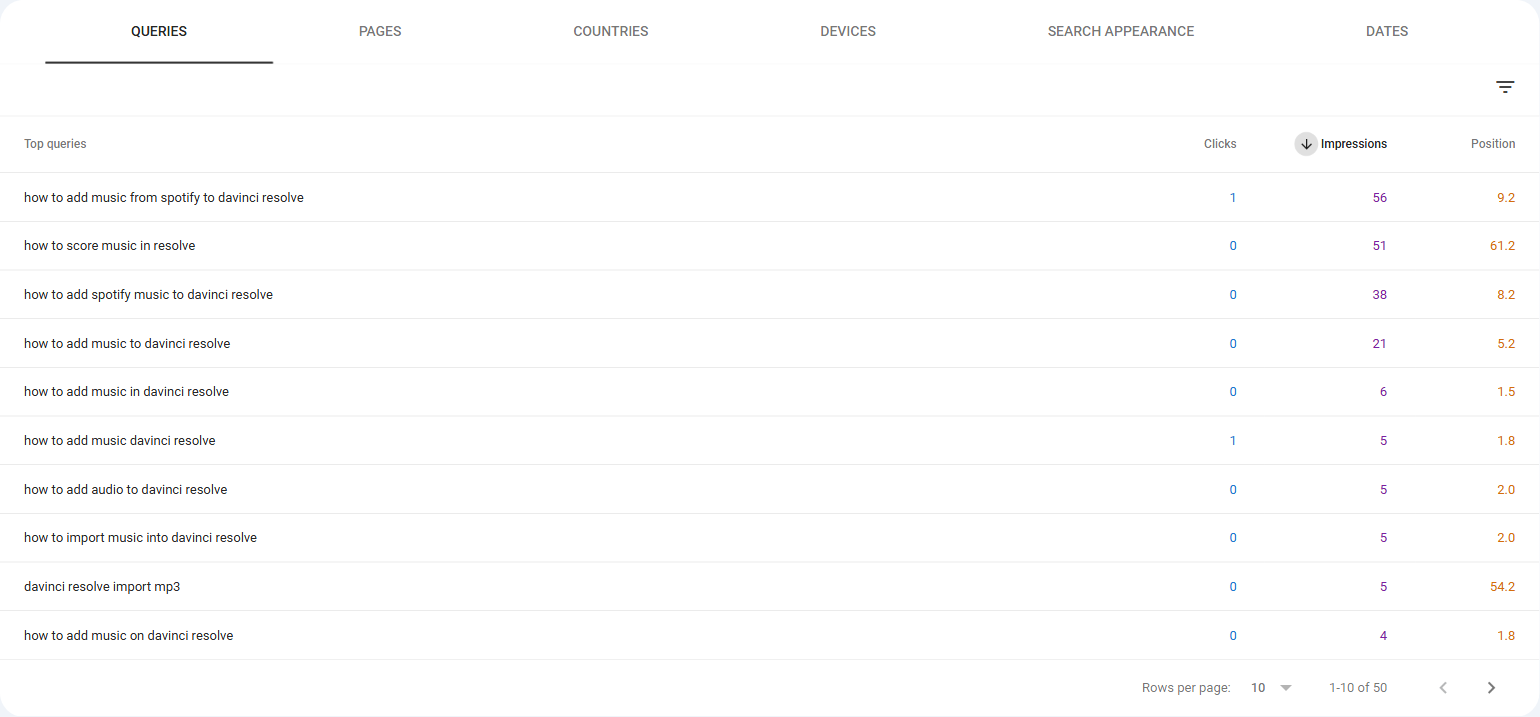 QUERIES PAGES COUNTRIES DEVICES SEARCH APPEARANCE DATES
Top queries Clicks Impressions Position
how to add music from spotify to davinci resolve 1 56 9.2
how to score music in resolve 0 51 61.2
how to add spotify music to davinci resolve 0 38 8.2
how to add music to davinci resolve 0 21 5.2
how to add music in davinci resolve 0 6 1.5
how to add music davinci resolve 1 5 1.8
how to add audio to davinci resolve 0 5 2.0
how to import music into davinci resolve 0 5 2.0
davinci resolve import mp3 0 5 54.2
how to add music on davinci resolve 0 4 1.8
Rows per page: 10 1-10 of 50